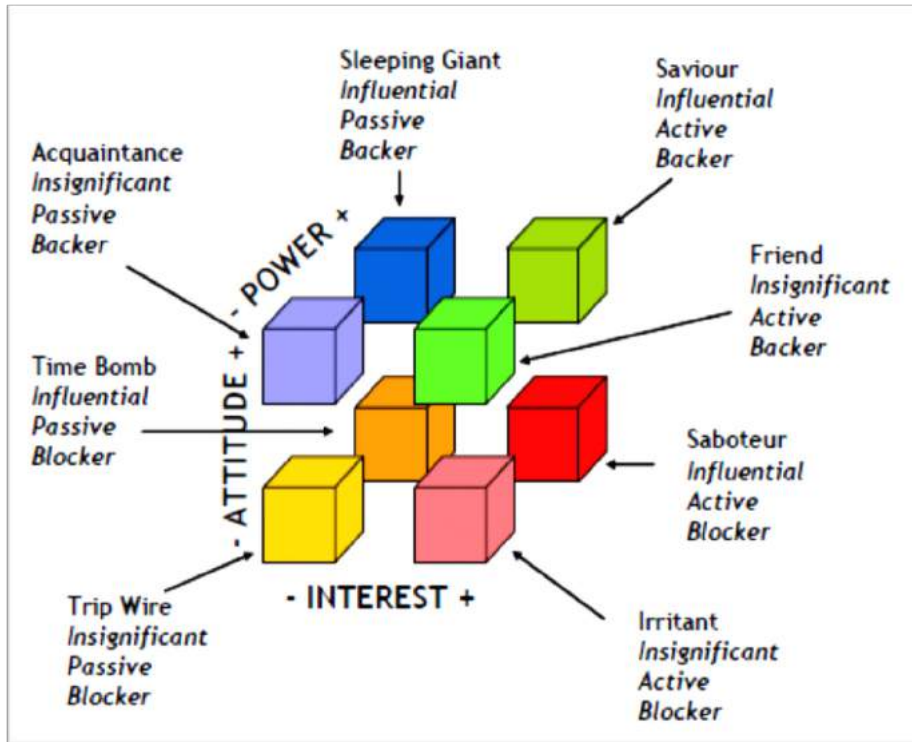 Sleeping Giant
Influential
Passive
Backer
Saviour
Influential
Active
Backer
Acquaintance
Insignificant
Passive
Backer
- POWER +
Friend
Insignificant
Active
Backer
Time Bomb
Influential
Passive
Blocker
- ATTITUDE +
Saboteur
Influential
Active
Blocker
- INTEREST +
Trip Wire
Insignificant
Passive
Blocker
Irritant
Insignificant
Active
Blocker